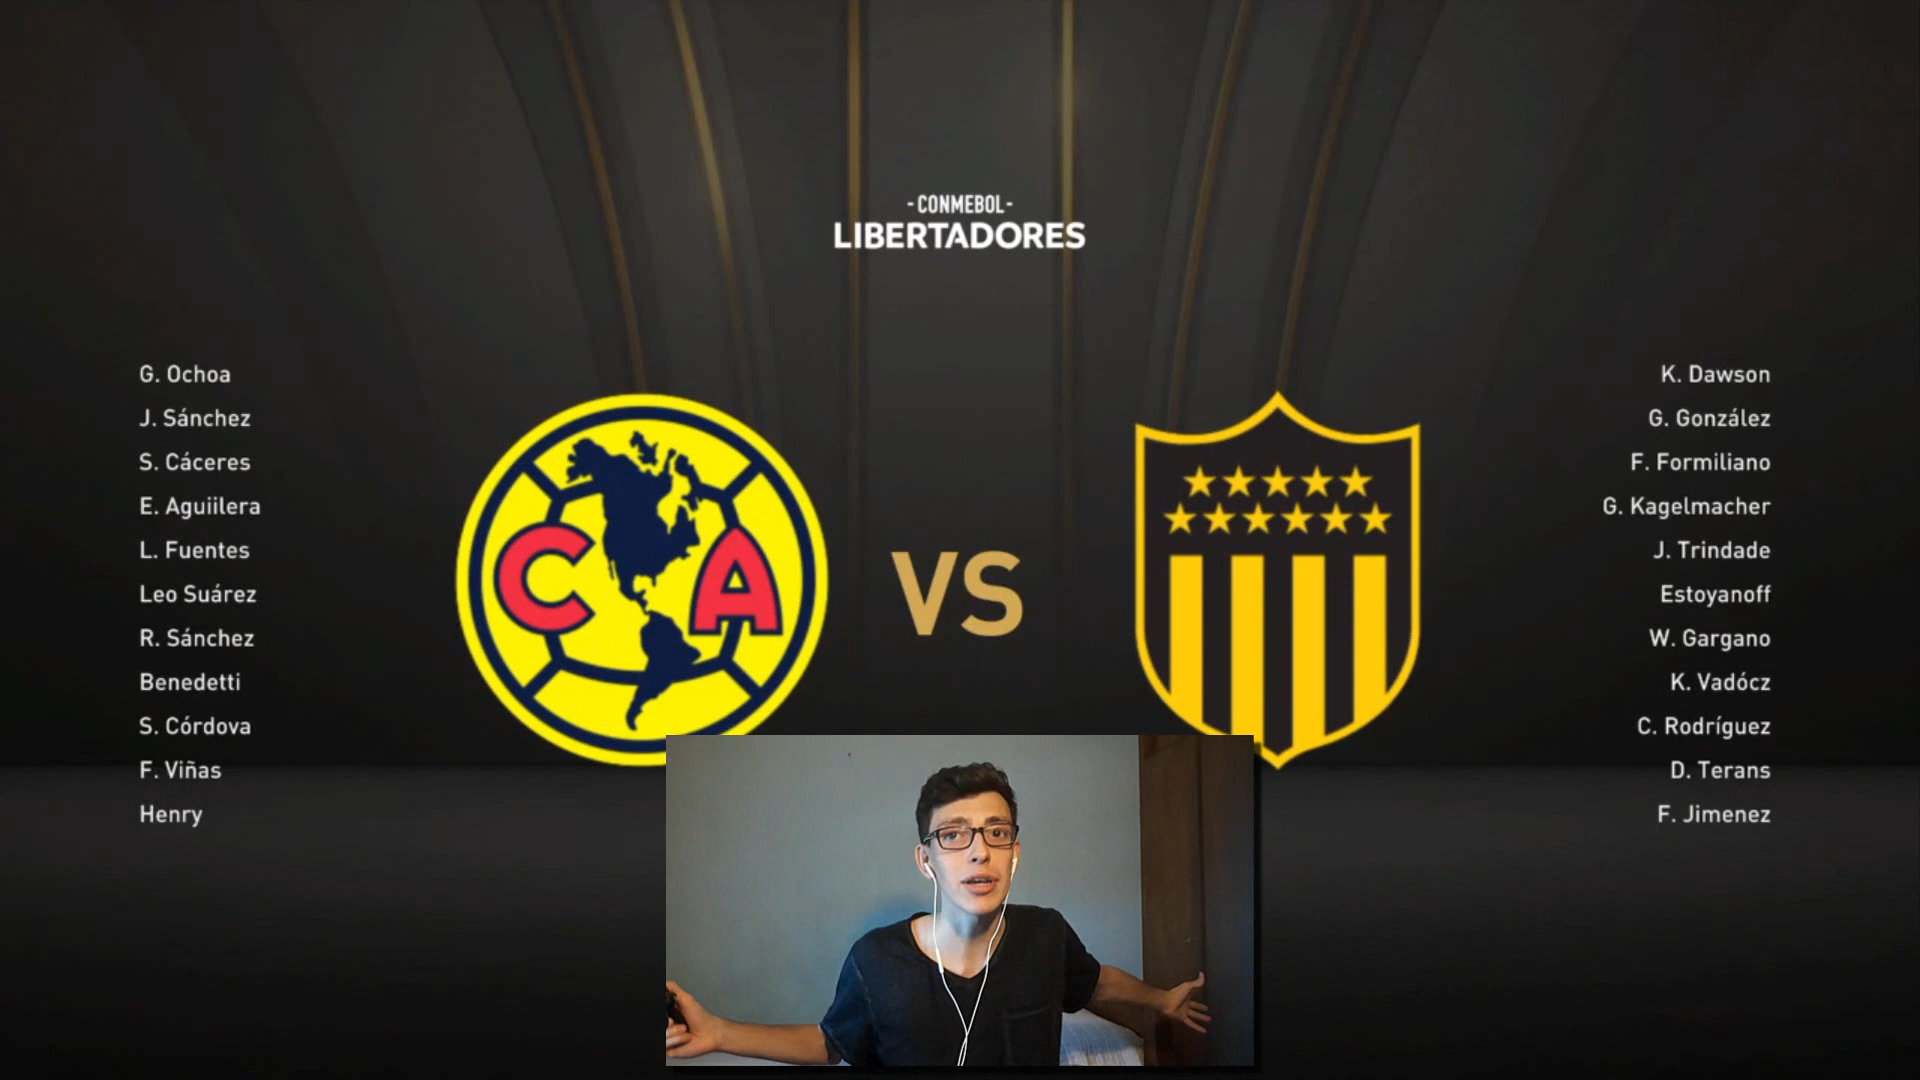 - CONMEBOL -
LIBERTADORES
G. Ochoa
J. Sánchez
S. Cáceres
E. Aguiilera
L. Fuentes
Leo Suárez
R. Sánchez
Benedetti
S. Córdova
F. Viñas
Henry
CA
VS
K. Dawson
G. González
F. Formiliano
G. Kagelmacher
J. Trindade
Estoyanoff
W. Gargano
K. Vadócz
C. Rodríguez
D. Terans
F. Jimenez